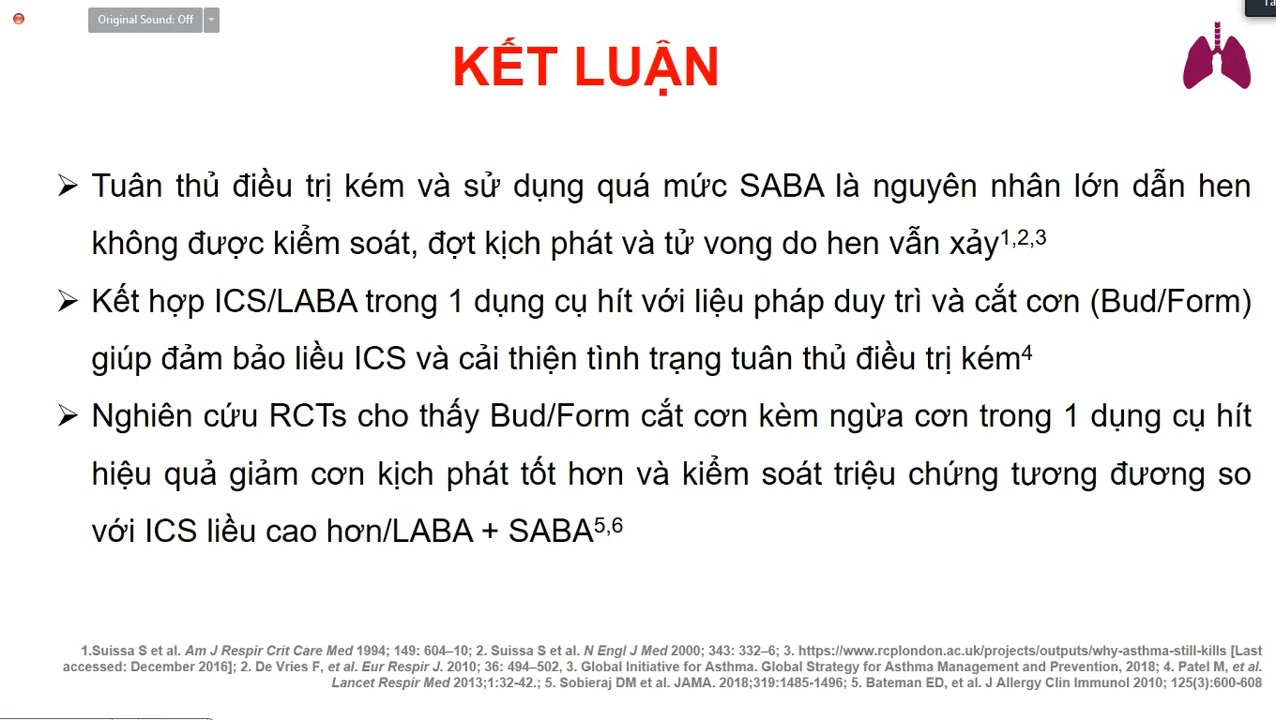 Original Sound: Off
Ta
KẾT LUẬN
➢ Tuân thủ điều trị kém và sử dụng quá mức SABA là nguyên nhân lớn dẫn hen
không được kiểm soát, đợt kịch phát và tử vong do hen vẫn xảy1,2,3
➢ Kết hợp ICS/LABA trong 1 dụng cụ hít với liệu pháp duy trì và cắt cơn (Bud/Form)
giúp đảm bảo liều ICS và cải thiện tình trạng tuân thủ điều trị kém4
➢ Nghiên cứu RCTs cho thấy Bud/Form cắt cơn kèm ngừa cơn trong 1 dụng cụ hít
hiệu quả giảm cơn kịch phát tốt hơn và kiểm soát triệu chứng tương đương so
với ICS liều cao hơn/LABA + SABA5,6
1.Suissa S et al. Am J Respir Crit Care Med 1994; 149: 604–10; 2. Suissa S et al. N Engl J Med 2000; 343: 332–6; 3. https://www.rcplondon.ac.uk/projects/outputs/why-asthma-still-kills [Last
accessed: December 2016]; 2. De Vries F, et al. Eur Respir J. 2010; 36: 494–502, 3. Global Initiative for Asthma. Global Strategy for Asthma Management and Prevention, 2018; 4. Patel M, et al.
Lancet Respir Med 2013;1:32-42.; 5. Sobieraj DM et al. JAMA. 2018;319:1485-1496; 5. Bateman ED, et al. J Allergy Clin Immunol 2010; 125(3):600-608